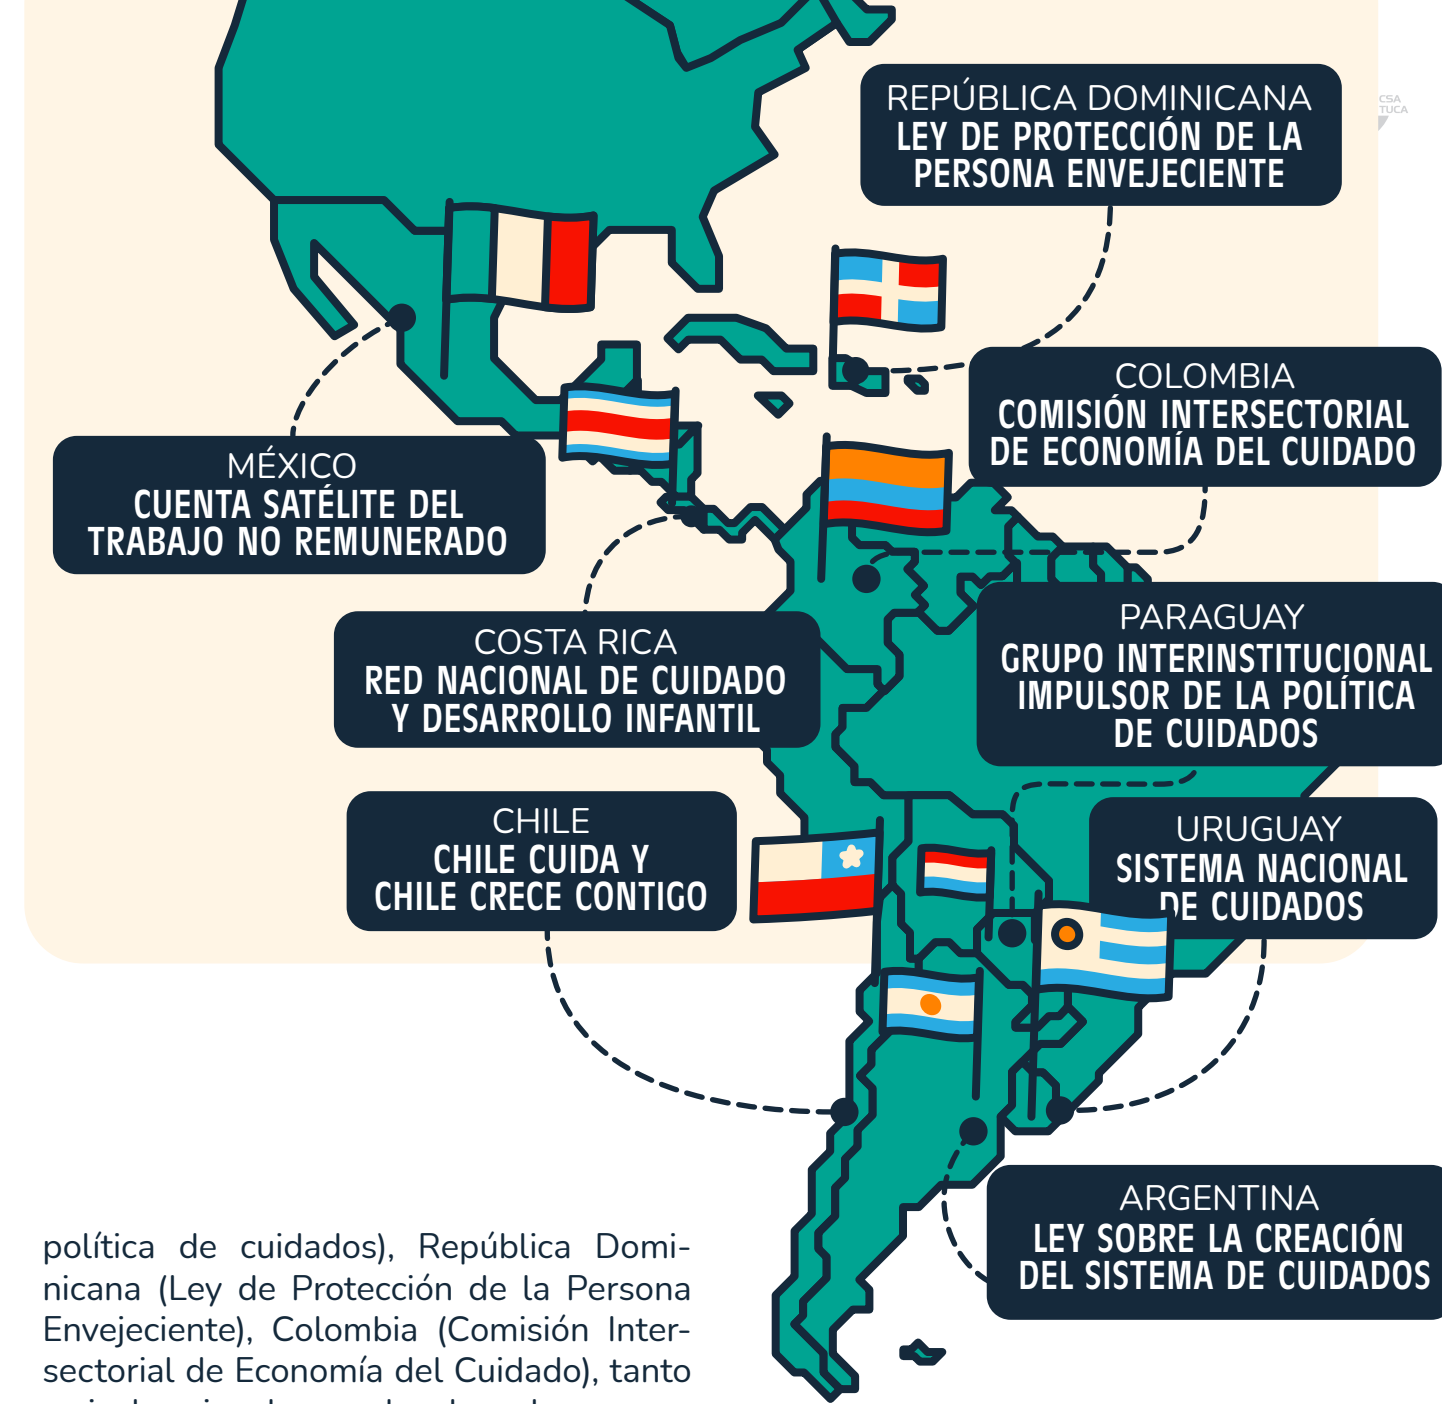 REPÚBLICA DOMINICANA
LEY DE PROTECCIÓN DE LA
PERSONA ENVEJECIENTE
CSA
TUCA
COLOMBIA
COMISIÓN INTERSECTORIAL
DE ECONOMÍA DEL CUIDADO
MÉXICO
CUENTA SATÉLITE DEL
TRABAJO NO REMUNERADO
COSTA RICA
RED NACIONAL DE CUIDADO
Y DESARROLLO INFANTIL
PARAGUAY
GRUPO INTERINSTITUCIONAL
IMPULSOR DE LA POLÍTICA
DE CUIDADOS
CHILE
CHILE CUIDA Y
CHILE CRECE CONTIGO
URUGUAY
SISTEMA NACIONAL
DE CUIDADOS
ARGENTINA
LEY SOBRE LA CREACIÓN
DEL SISTEMA DE CUIDADOS
política de cuidados), República Domi-
nicana (Ley de Protección de la Persona
Envejeciente), Colombia (Comisión Inter-
sectorial de Economía del Cuidado), tanto